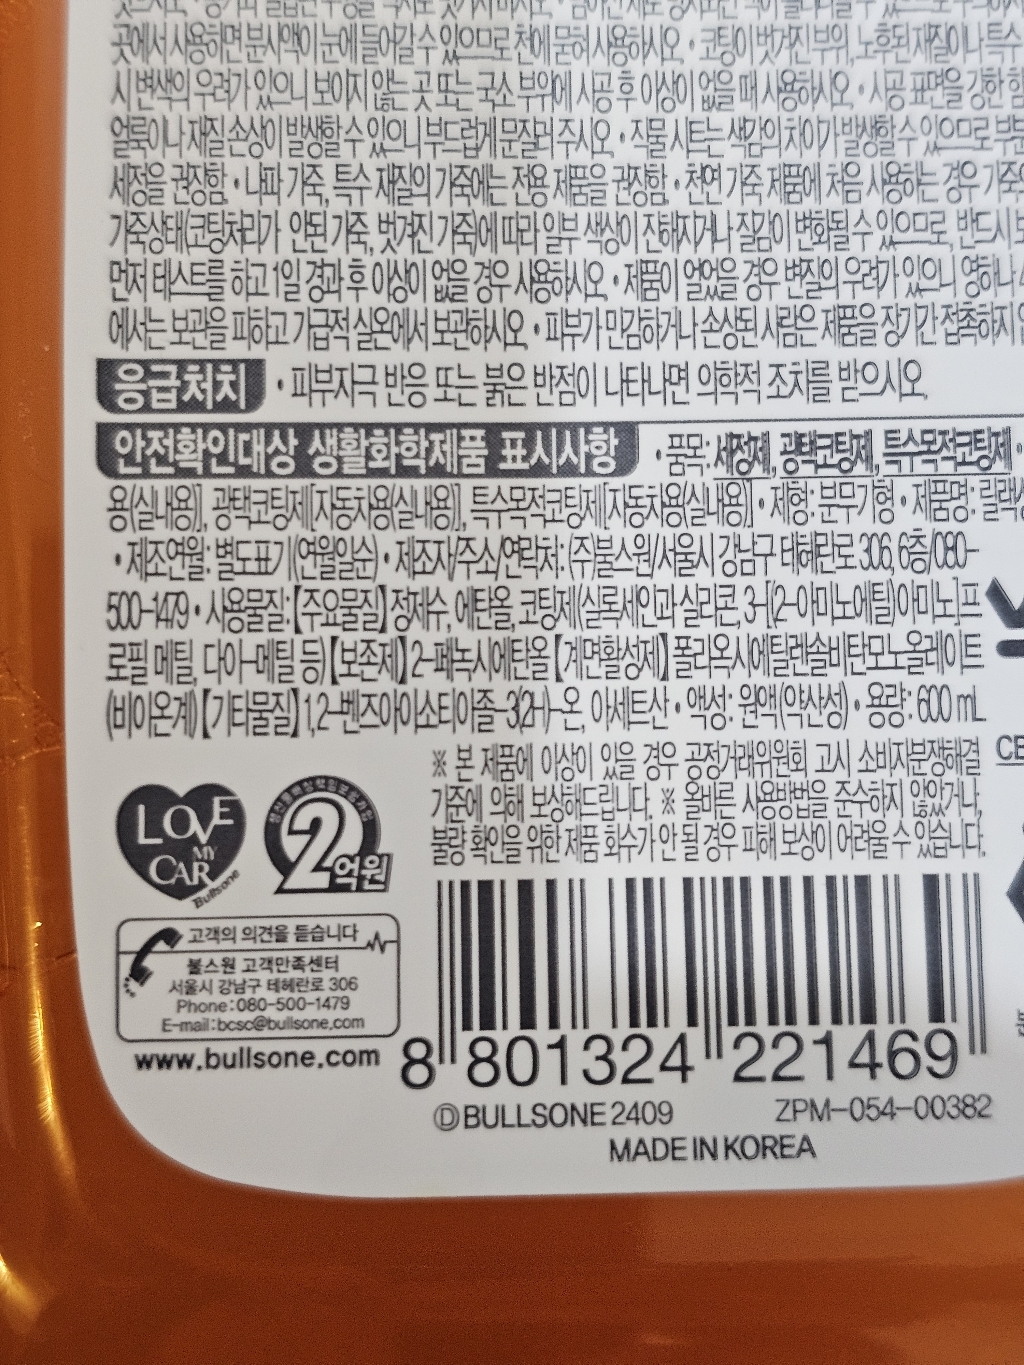 곳에서 사용하면 분사액이 눈에 들어갈 수 있으므로 천에 묻혀 사용하시오. • 코팅이 벗겨진 부위, 노후된 재질이나 특수
시 변색의 우려가 있으니 보이지 않는 곳 또는 국소 부위에 시공 후 이상이 없을 때 사용하시오. • 시공 표면을 강한 힘
얼룩이나 재질 손상이 발생할 수 있으니 부드럽게 문질러 주시오. • 직물 시트는 색감의 차이가 발생할 수 있으므로 부분
세정을 권장함. • 나파 가죽, 특수 재질의 가죽에는 전용 제품을 권장함. • 천연 가죽 제품에 처음 사용하는 경우 가죽의
가죽상태(코팅처리가 안된 가죽, 벗겨진 가죽)에 따라 일부 색상이 진해지거나 질감이 변화될 수 있으므로, 반드시
먼저 테스트를 하고 1일 경과 후 이상이 없을 경우 사용하시오. • 제품이 얼었을 경우 변질의 우려가 있으니 영하나
에서는 보관을 피하고 가급적 실온에서 보관하시오. • 피부가 민감하거나 손상된 사람은 제품을 장기간 접촉하지
응급처치 • 피부자극 반응 또는 붉은 반점이 나타나면 의학적 조치를 받으시오.
안전확인대상 생활화학제품 표시사항 • 품목: 세정제, 광택코팅제, 특수목적코팅제 •
용(실내용)], 광택코팅제[자동차용(실내용)], 특수목적코팅제[자동차용(실내용)] • 제형: 분무기형 • 제품명: 릴랙스
• 제조연월: 별도표기(연월일순) • 제조자/주소/연락처: (주)불스원/서울시 강남구 테헤란로 306, 6층/080-
500-1479 • 사용물질:【주요물질】정제수, 에탄올, 코팅제(실록세인과 실리콘, 3-[(2-아미노에틸)아미노]프
로필 메틸, 다이-메틸 등)【보존제】2-페녹시에탄올【계면활성제】폴리옥시에틸렌솔비탄모노올레이트
(비이온계)【기타물질】1,2-벤즈아이소티아졸-3(2H)-온, 아세트산 • 액성: 원액(약산성) • 용량: 600 mL
※ 본 제품에 이상이 있을 경우 공정거래위원회 고시 소비자분쟁해결
기준에 의해 보상해드립니다. ※ 올바른 사용방법을 준수하지 않았거나,
불량 확인을 위한 제품 회수가 안 될 경우 피해 보상이 어려울 수 있습니다.
LOVE
MY
CAR
Bullsone
2억원
고객의 의견을 듣습니다
불스원 고객만족센터
서울시 강남구 테헤란로 306
Phone:080-500-1479
E-mail:bcsc@bullsone.com
www.bullsone.com
8 801324 221469
Ⓓ BULLSONE 2409 ZPM-054-00382
MADE IN KOREA